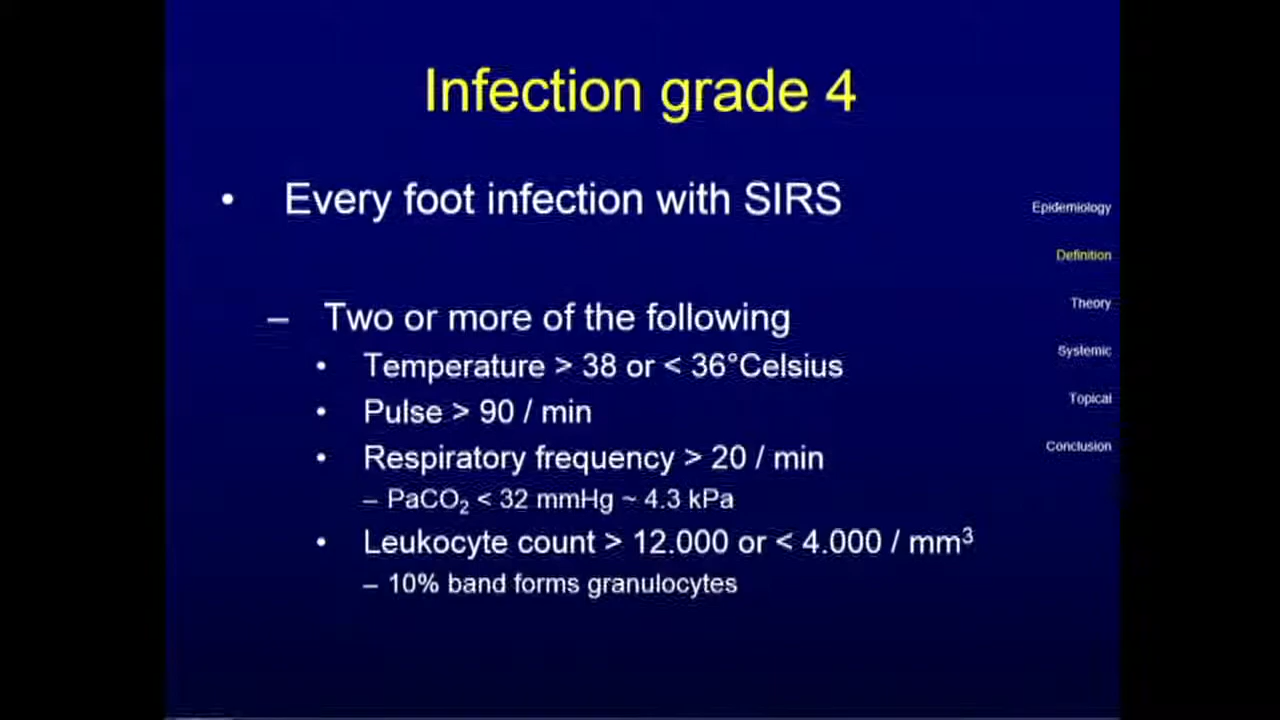 Infection grade 4
• Every foot infection with SIRS
– Two or more of the following
• Temperature > 38 or < 36°Celsius
• Pulse > 90 / min
• Respiratory frequency > 20 / min
– PaCO₂ < 32 mmHg ~ 4.3 kPa
• Leukocyte count > 12.000 or < 4.000 / mm³
– 10% band forms granulocytes
Epidemiology
Definition
Theory
Systemic
Topical
Conclusion